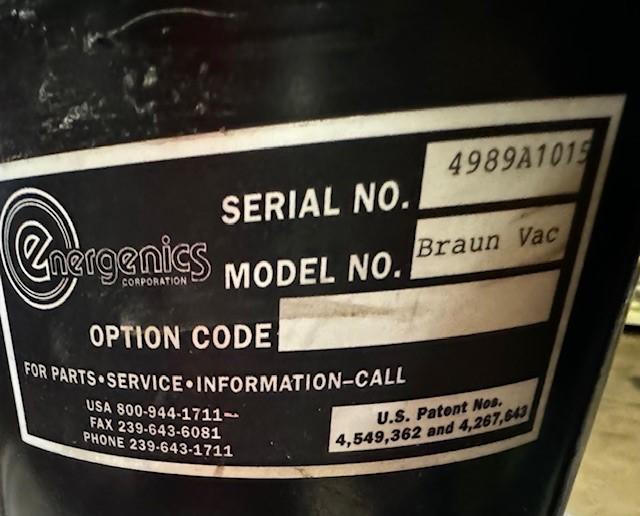 energenics
CORPORATION
SERIAL NO. 4989A1015
MODEL NO. Braun Vac
OPTION CODE
FOR PARTS•SERVICE•INFORMATION–CALL
USA 800-944-1711
FAX 239-643-6081
PHONE 239-643-1711
U.S. Patent Nos.
4,549,362 and 4,267,643